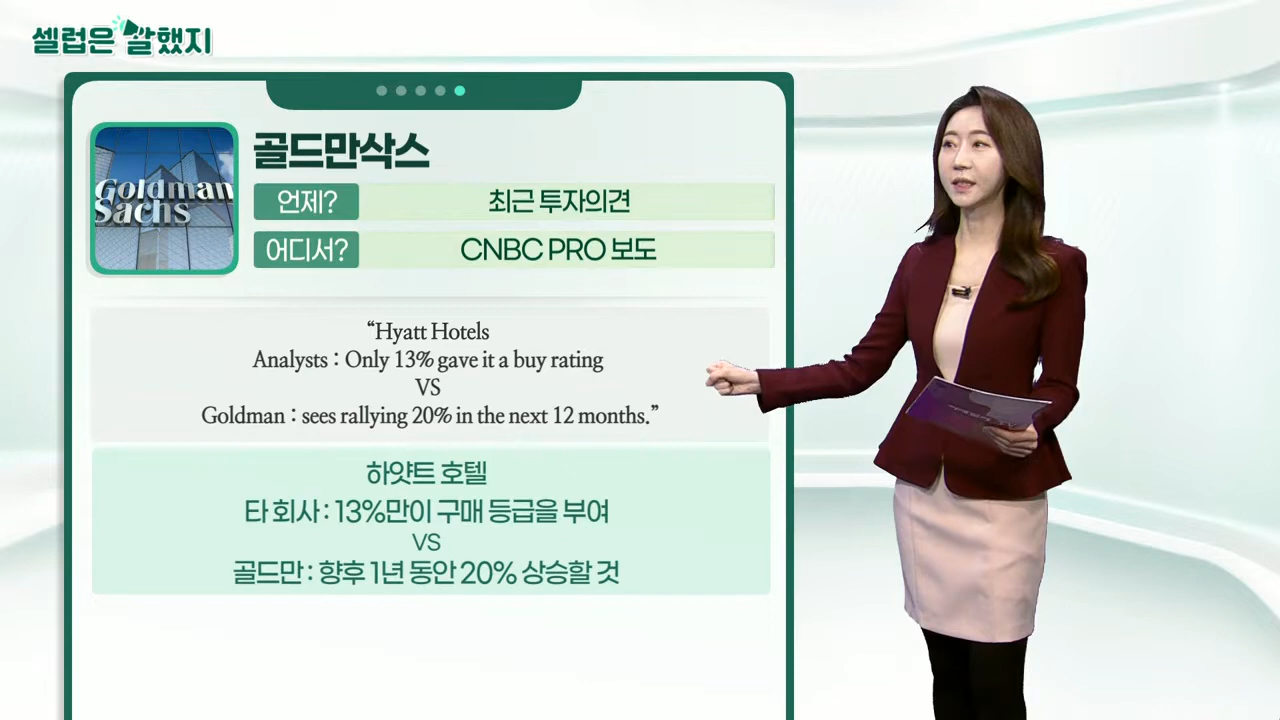 셀럽은 말했지
Goldman
Sachs
골드만삭스
언제?
최근 투자의견
어디서?
CNBC PRO 보도
“Hyatt Hotels
Analysts : Only 13% gave it a buy rating
VS
Goldman : sees rallying 20% in the next 12 months.”
하얏트 호텔
타 회사 : 13%만이 구매 등급을 부여
VS
골드만 : 향후 1년 동안 20% 상승할 것